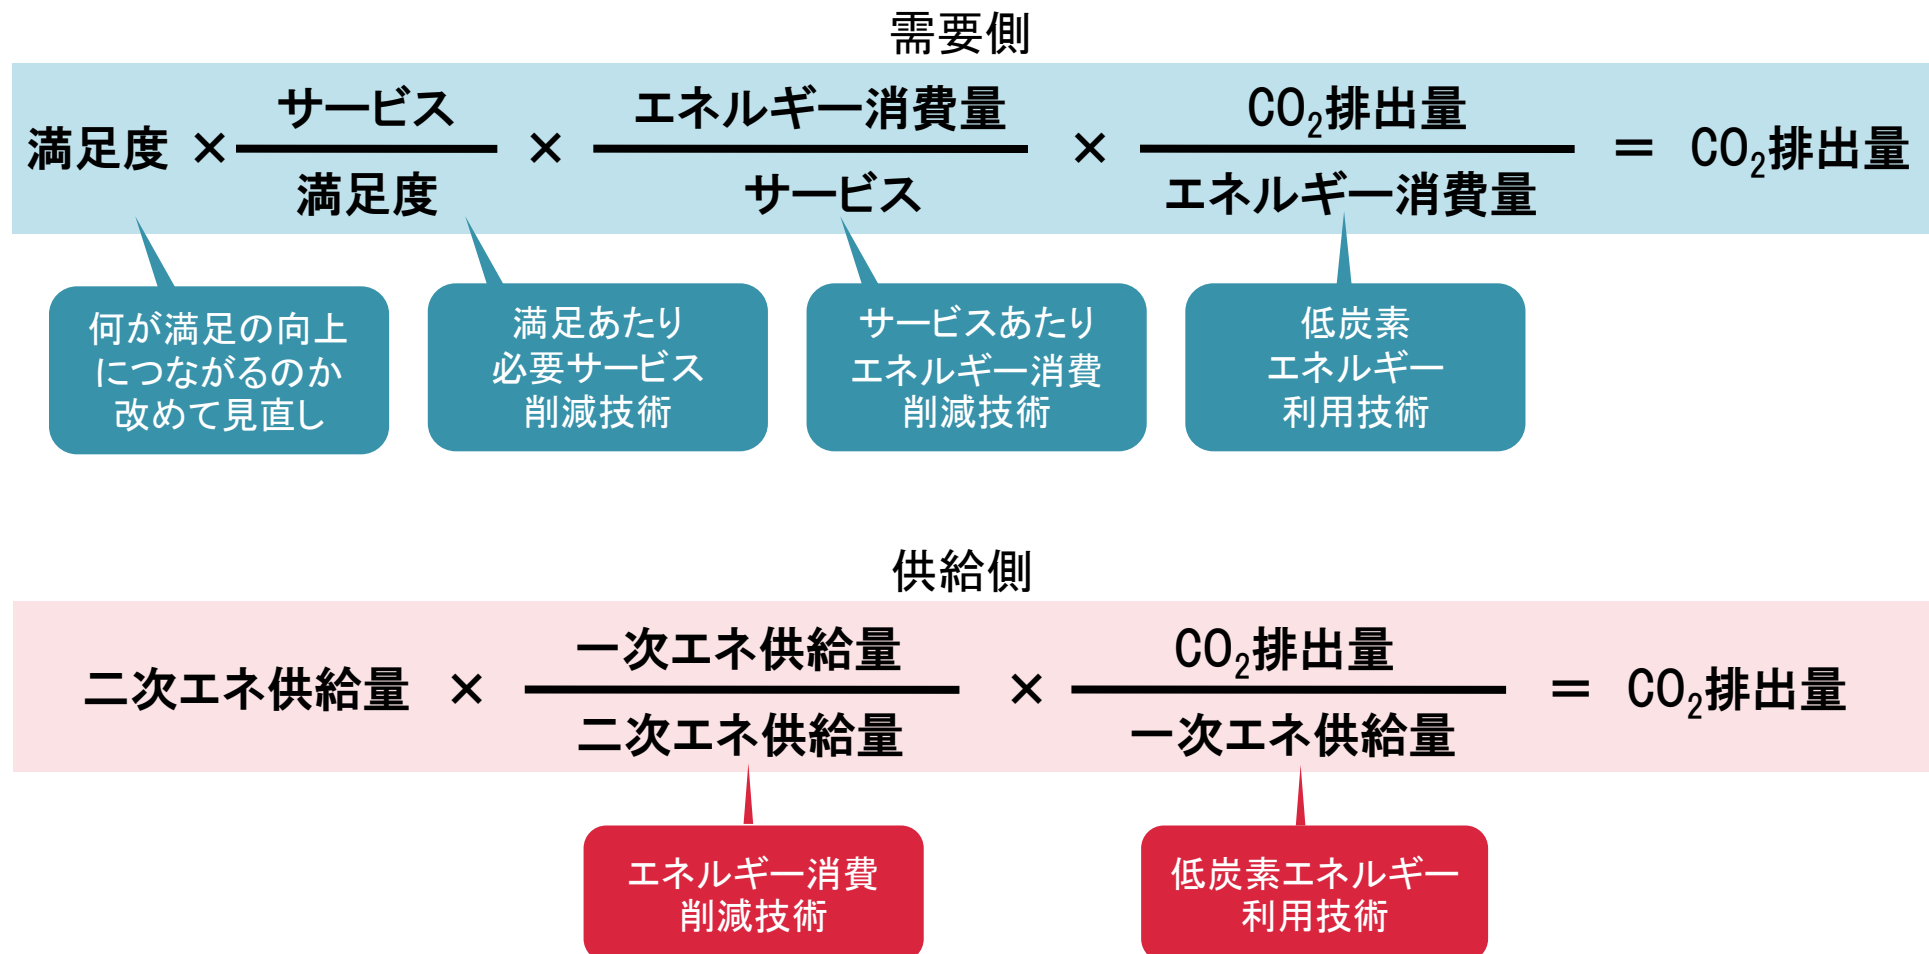 需要側
満足度 × サービス / 満足度 × エネルギー消費量 / サービス × CO₂排出量 / エネルギー消費量 = CO₂排出量
何が満足の向上
につながるのか
改めて見直し
満足あたり
必要サービス
削減技術
サービスあたり
エネルギー消費
削減技術
低炭素
エネルギー
利用技術
供給側
二次エネ供給量 × 一次エネ供給量 / 二次エネ供給量 × CO₂排出量 / 一次エネ供給量 = CO₂排出量
エネルギー消費
削減技術
低炭素エネルギー
利用技術